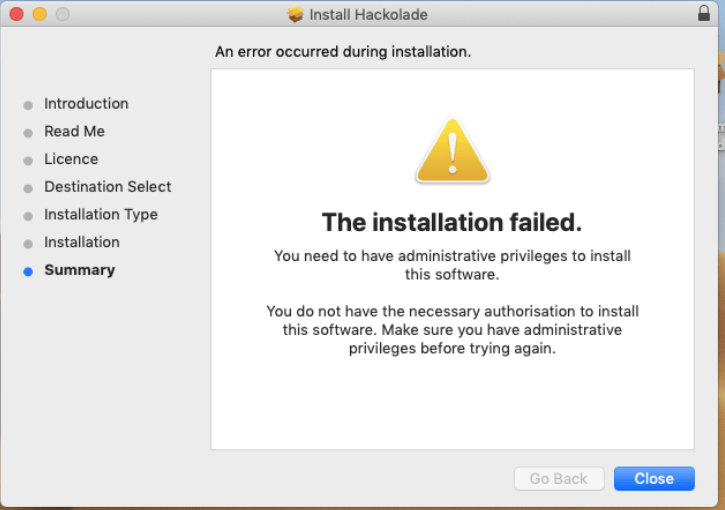 Install Hackolade
An error occurred during installation.
Introduction
Read Me
Licence
Destination Select
Installation Type
Installation
Summary
The installation failed.
You need to have administrative privileges to install
this software.
You do not have the necessary authorisation to install
this software. Make sure you have administrative
privileges before trying again.
Go Back
Close